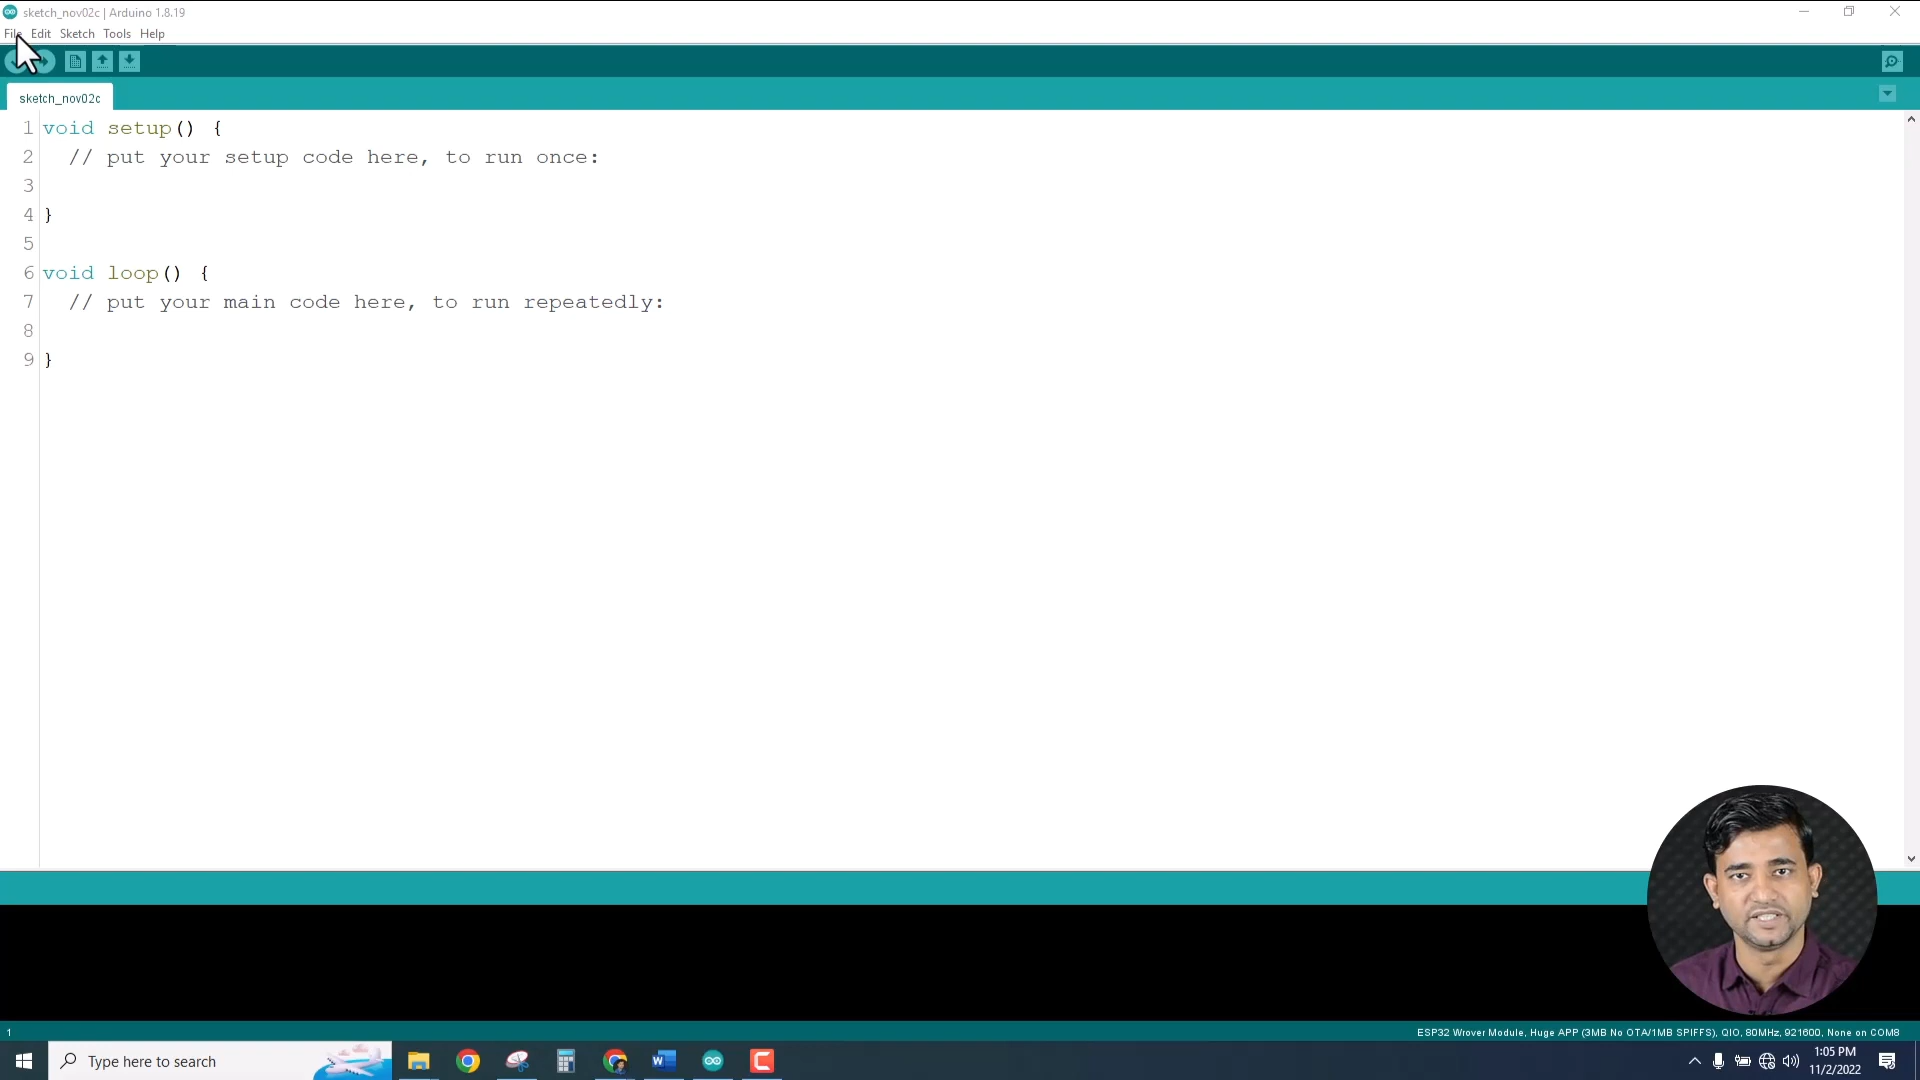 sketch_nov02c | Arduino 1.8.19
File Edit Sketch Tools Help
sketch_nov02c
1 void setup() {
2 // put your setup code here, to run once:
3
4 }
5
6 void loop() {
7 // put your main code here, to run repeatedly:
8
9 }
1
ESP32 Wrover Module, Huge APP (3MB No OTA/1MB SPIFFS), QIO, 80MHz, 921600, None on COM8
Type here to search
1:05 PM
11/2/2022